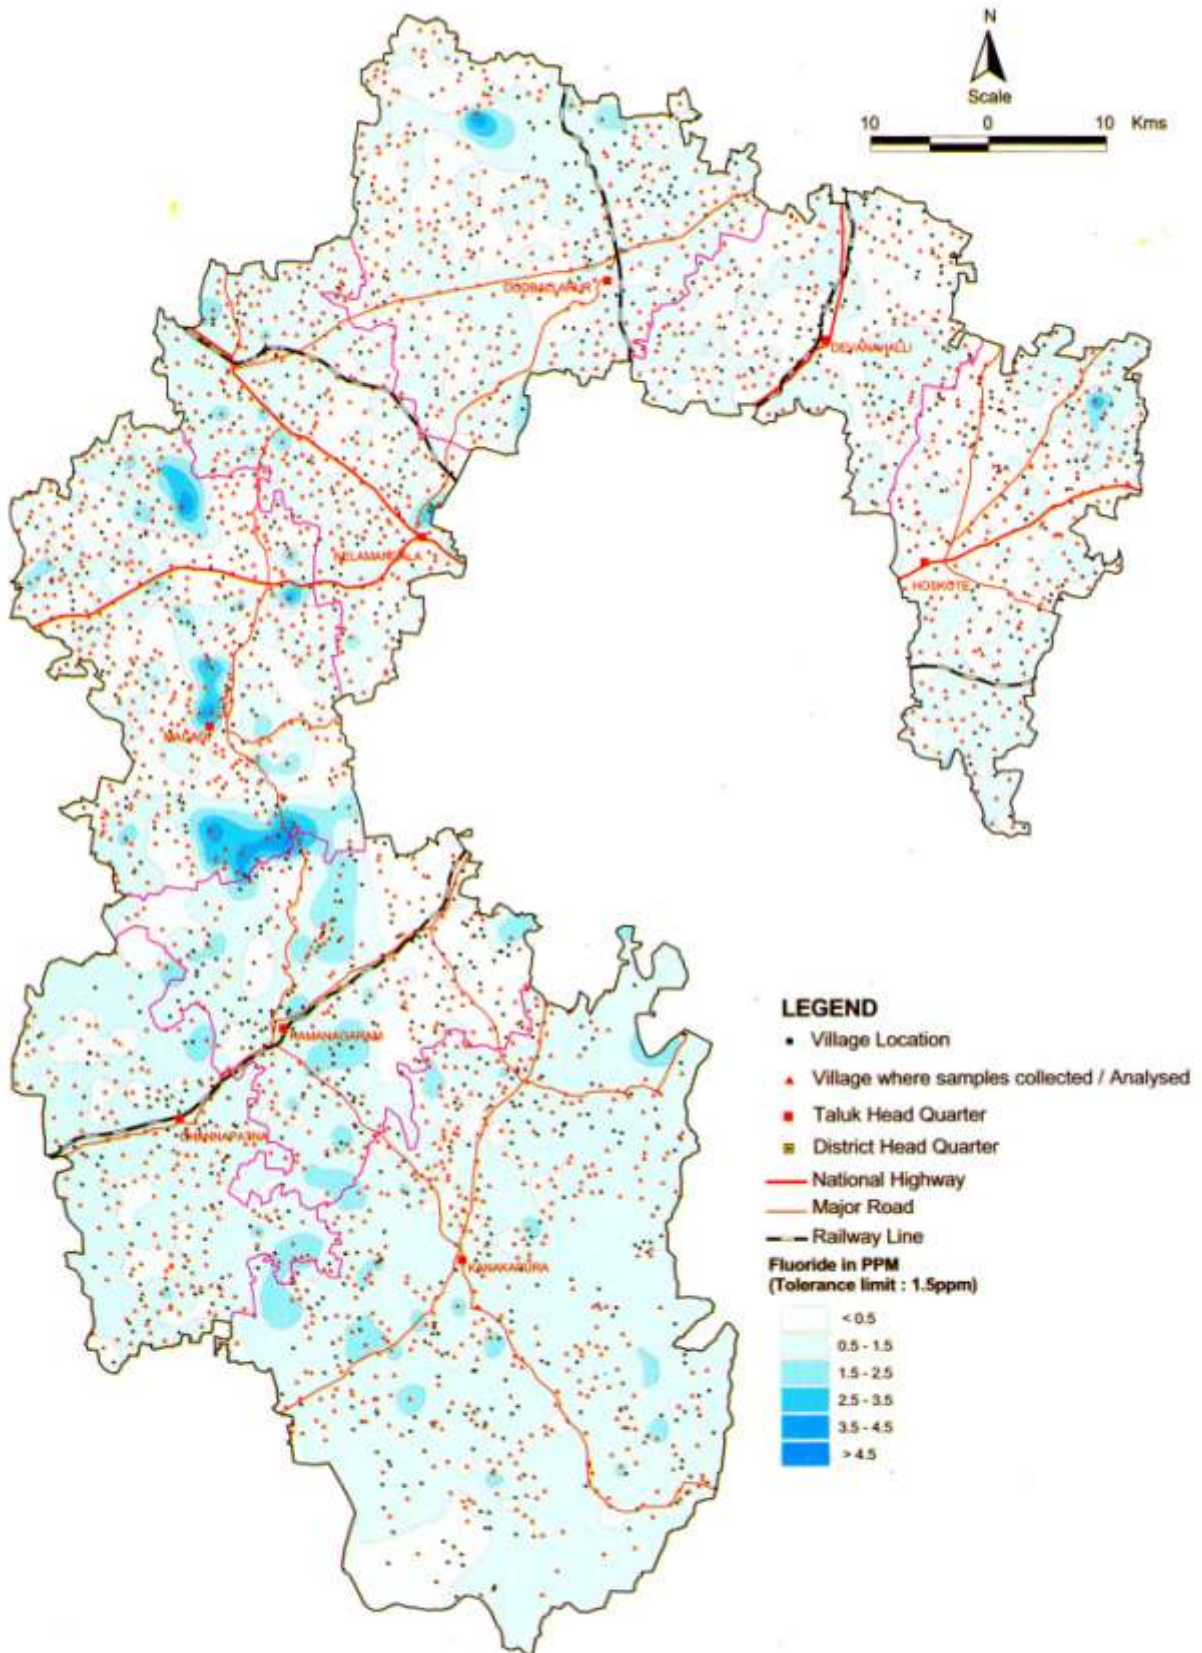 N
Scale
10 0 10 Kms
DEVANAHALLI
NELAMANGALA
HOSKOTE
MAGADI
RAMANAGARAM
CHANNAPATNA
KANAKAPURA
LEGEND
Village Location
Village where samples collected / Analysed
Taluk Head Quarter
District Head Quarter
National Highway
Major Road
Railway Line
Fluoride in PPM
(Tolerance limit : 1.5ppm)
< 0.5
0.5 - 1.5
1.5 - 2.5
2.5 - 3.5
3.5 - 4.5
> 4.5